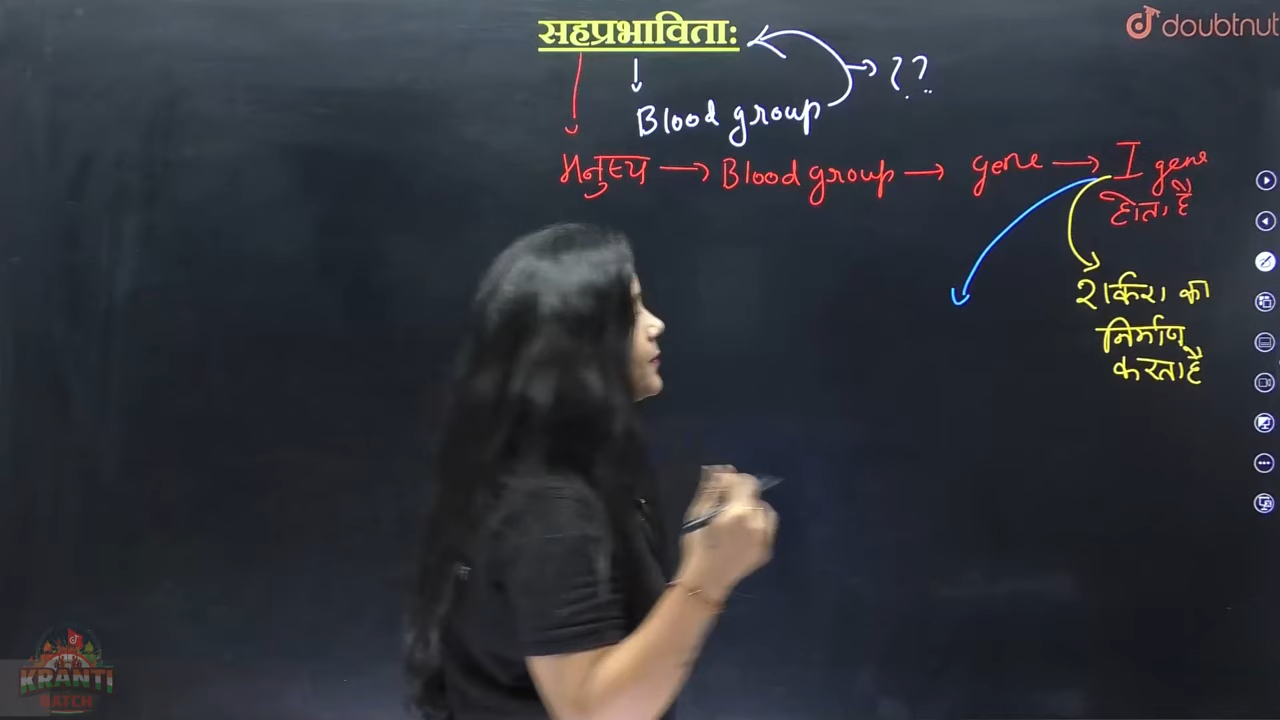 सहप्रभाविताः
doubtnut
??
Blood group
मनुष्य → Blood group → gene → I gene
होता है
शर्करा का
निर्माण
करता है
KRANTI
BATCH